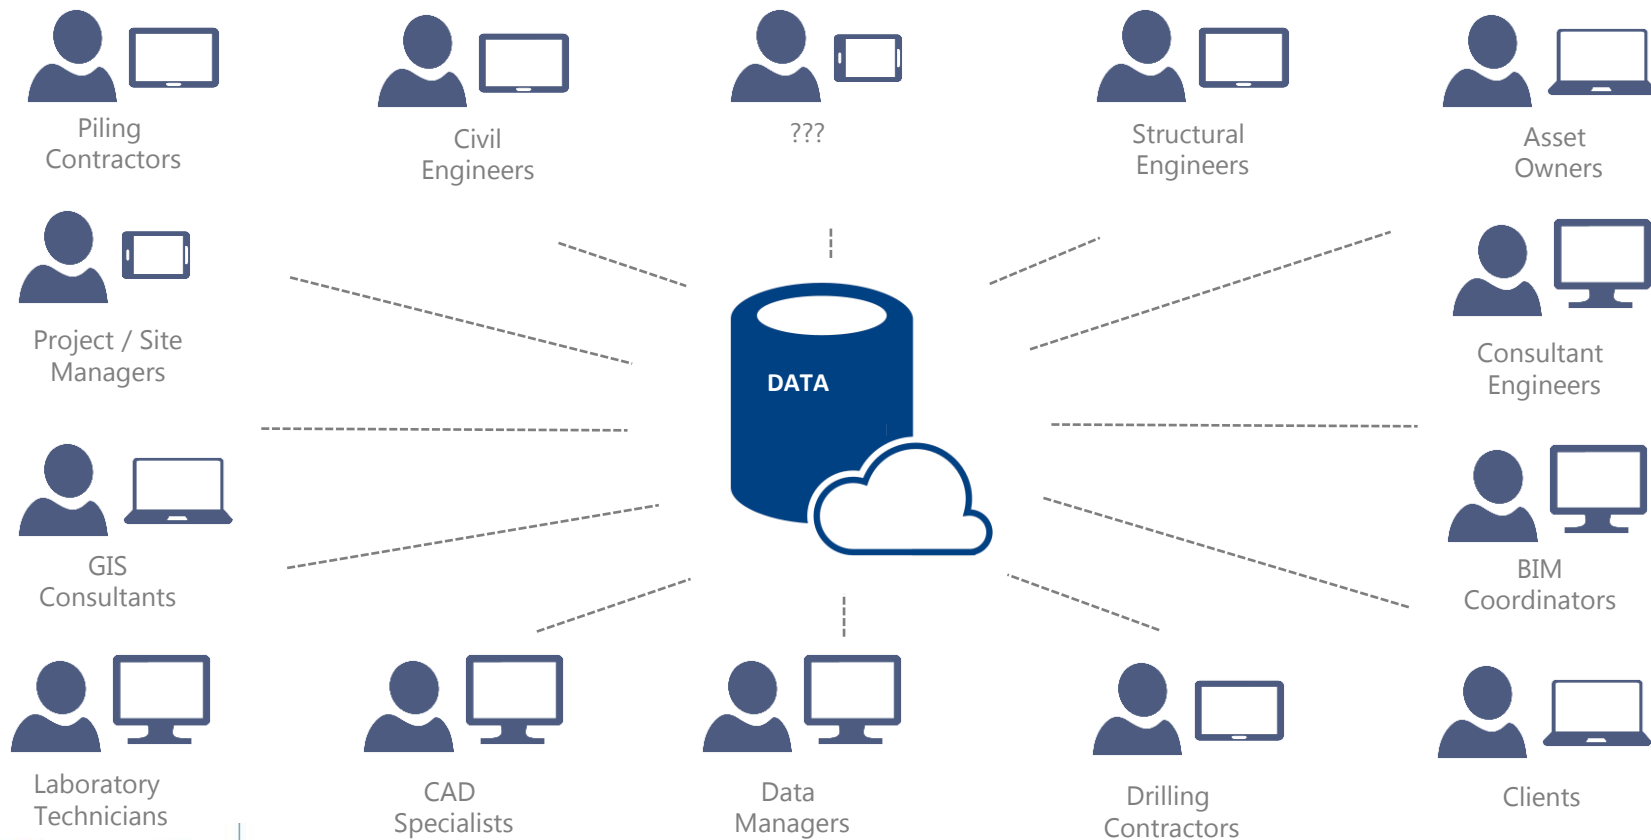 Piling
Contractors
Civil
Engineers
???
Structural
Engineers
Asset
Owners
Project / Site
Managers
DATA
Consultant
Engineers
GIS
Consultants
BIM
Coordinators
Laboratory
Technicians
CAD
Specialists
Data
Managers
Drilling
Contractors
Clients